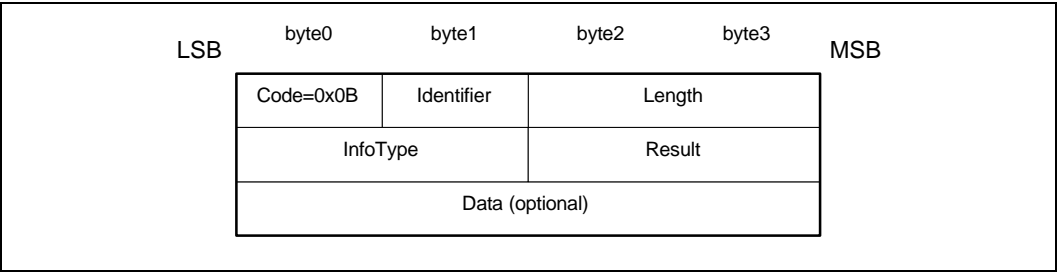 byte0 byte1 byte2 byte3
LSB MSB
Code=0x0B Identifier Length
InfoType Result
Data (optional)